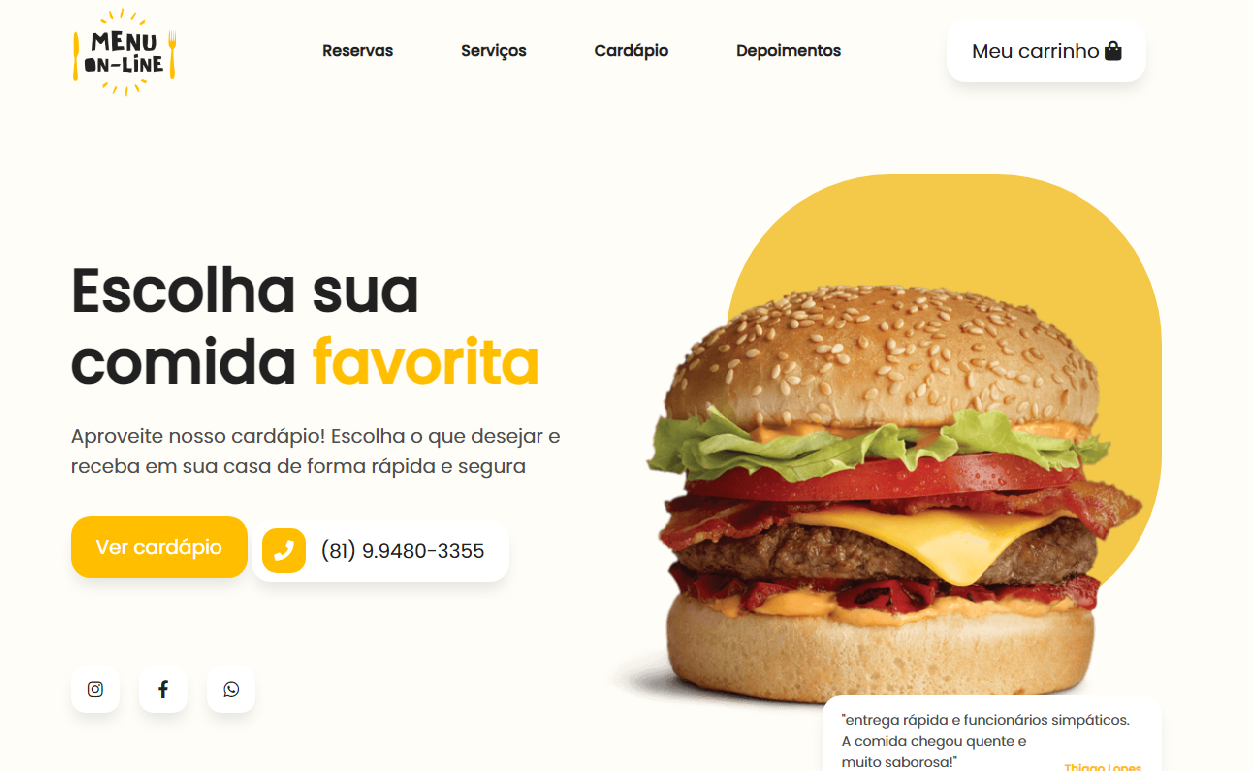 MENU
ON-LINE
Reservas
Serviços
Cardápio
Depoimentos
Meu carrinho
Escolha sua
comida favorita
Aproveite nosso cardápio! Escolha o que desejar e
receba em sua casa de forma rápida e segura
Ver cardápio
(81) 9.9480-3355
"entrega rápida e funcionários simpáticos.
A comida chegou quente e
muito saborosa!"
Thiago Lopes